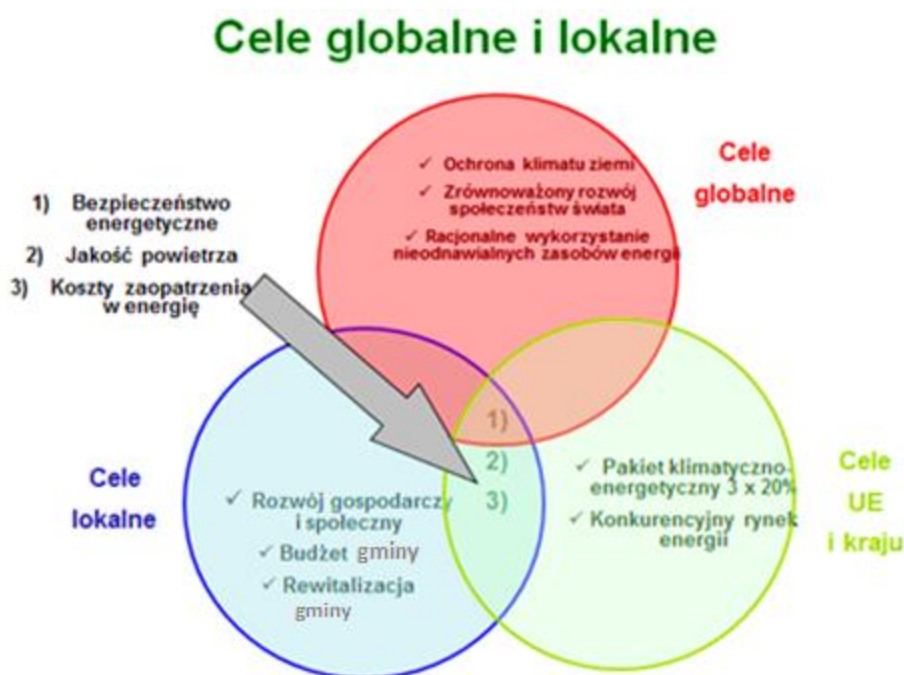 Cele globalne i lokalne
✓ Ochrona klimatu ziemi
✓ Zrównoważony rozwój
społeczeństw świata
✓ Racjonalne wykorzystanie
nieodnawialnych zasobów energii
Cele
globalne
1) Bezpieczeństwo
energetyczne
2) Jakość powietrza
3) Koszty zaopatrzenia
w energię
1)
2)
3)
Cele
lokalne
✓ Rozwój gospodarczy
i społeczny
✓ Budżet gminy
✓ Rewitalizacja
gminy
✓ Pakiet klimatyczno-
energetyczny 3 x 20%
✓ Konkurencyjny rynek
energii
Cele
UE
i kraju